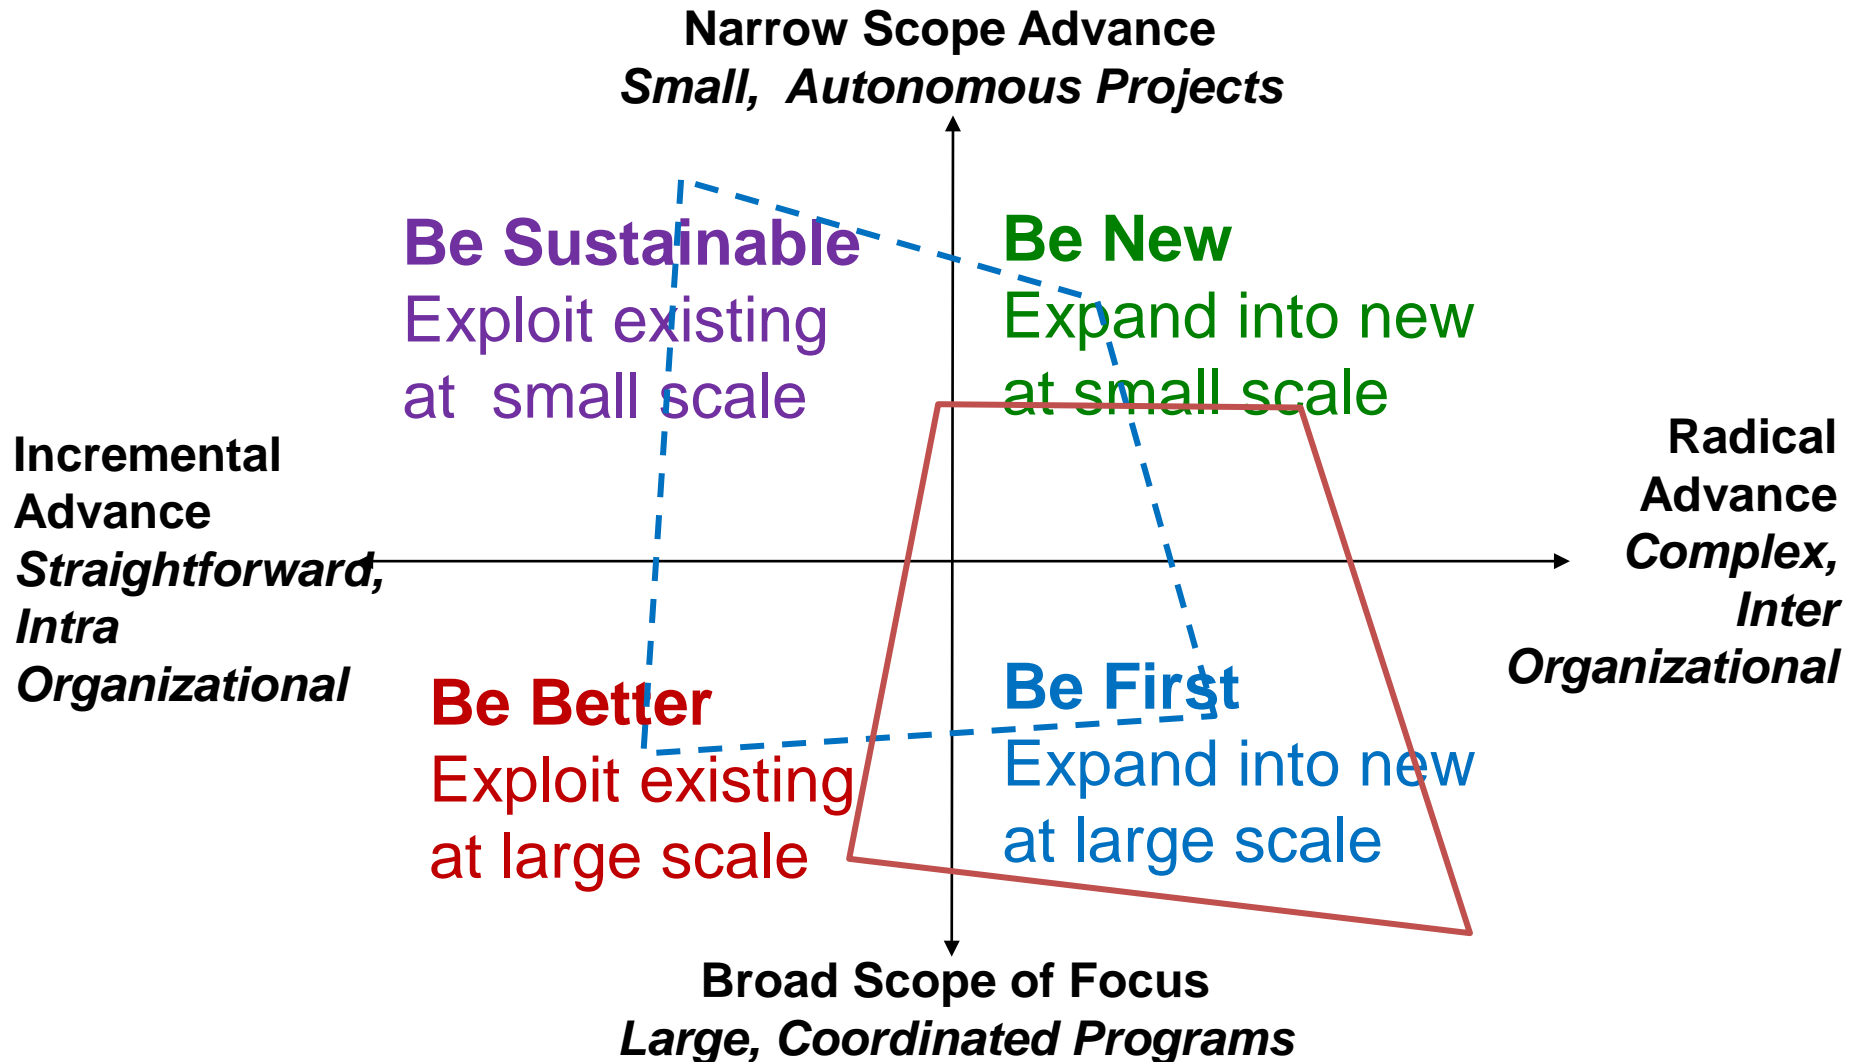 Narrow Scope Advance
Small, Autonomous Projects
Be Sustainable
Exploit existing
at small scale
Be New
Expand into new
at small scale
Incremental
Advance
Straightforward,
Intra
Organizational
Radical
Advance
Complex,
Inter
Organizational
Be Better
Exploit existing
at large scale
Be First
Expand into new
at large scale
Broad Scope of Focus
Large, Coordinated Programs